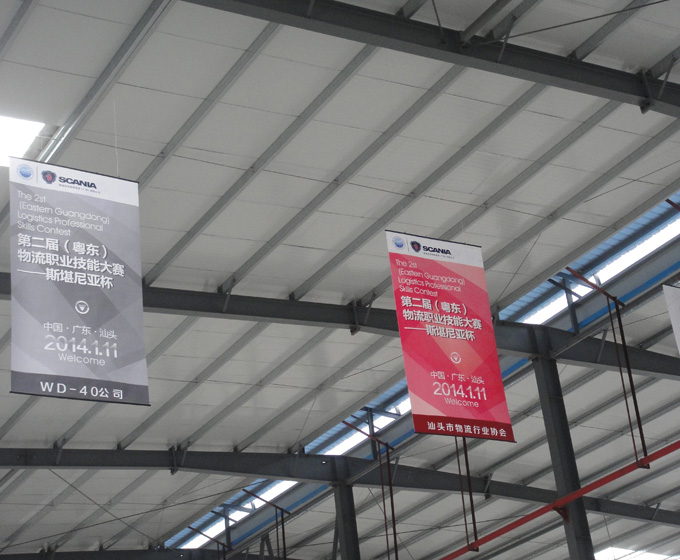 SCANIA
The 21st
(Eastern Guangdong)
Logistics Professional
Skills Contest
第二届（粤东）
物流职业技能大赛
——斯堪尼亚杯
中国·广东·汕头
2014.1.11
Welcome
WD-40公司
SCANIA
The 21st
(Eastern Guangdong)
Logistics Professional
Skills Contest
第二届（粤东）
物流职业技能大赛
——斯堪尼亚杯
中国·广东·汕头
2014.1.11
Welcome
汕头市物流行业协会